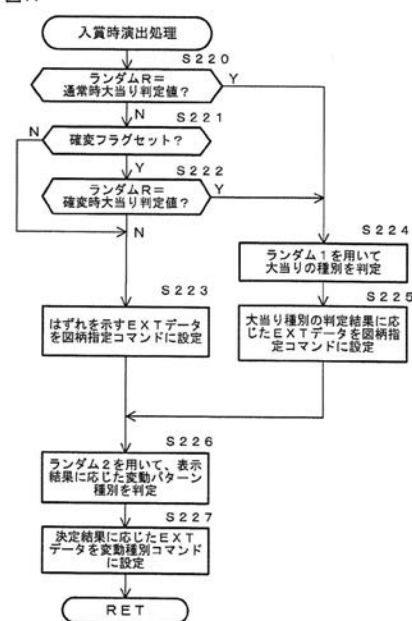 入賞時演出処理
S220
ランダムR=
通常時大当り判定値?
Y
N
S221
N
確変フラグセット?
Y
S222
ランダムR=
確変時大当り判定値?
Y
N
S224
ランダム1を用いて
大当りの種別を判定
S223
はずれを示すEXTデータ
を図柄指定コマンドに設定
S225
大当り種別の判定結果に応
じたEXTデータを図柄指
定コマンドに設定
S226
ランダム2を用いて、表示
結果に応じた変動パターン
種別を判定
S227
決定結果に応じたEXT
データを変動種別コマンド
に設定
RET